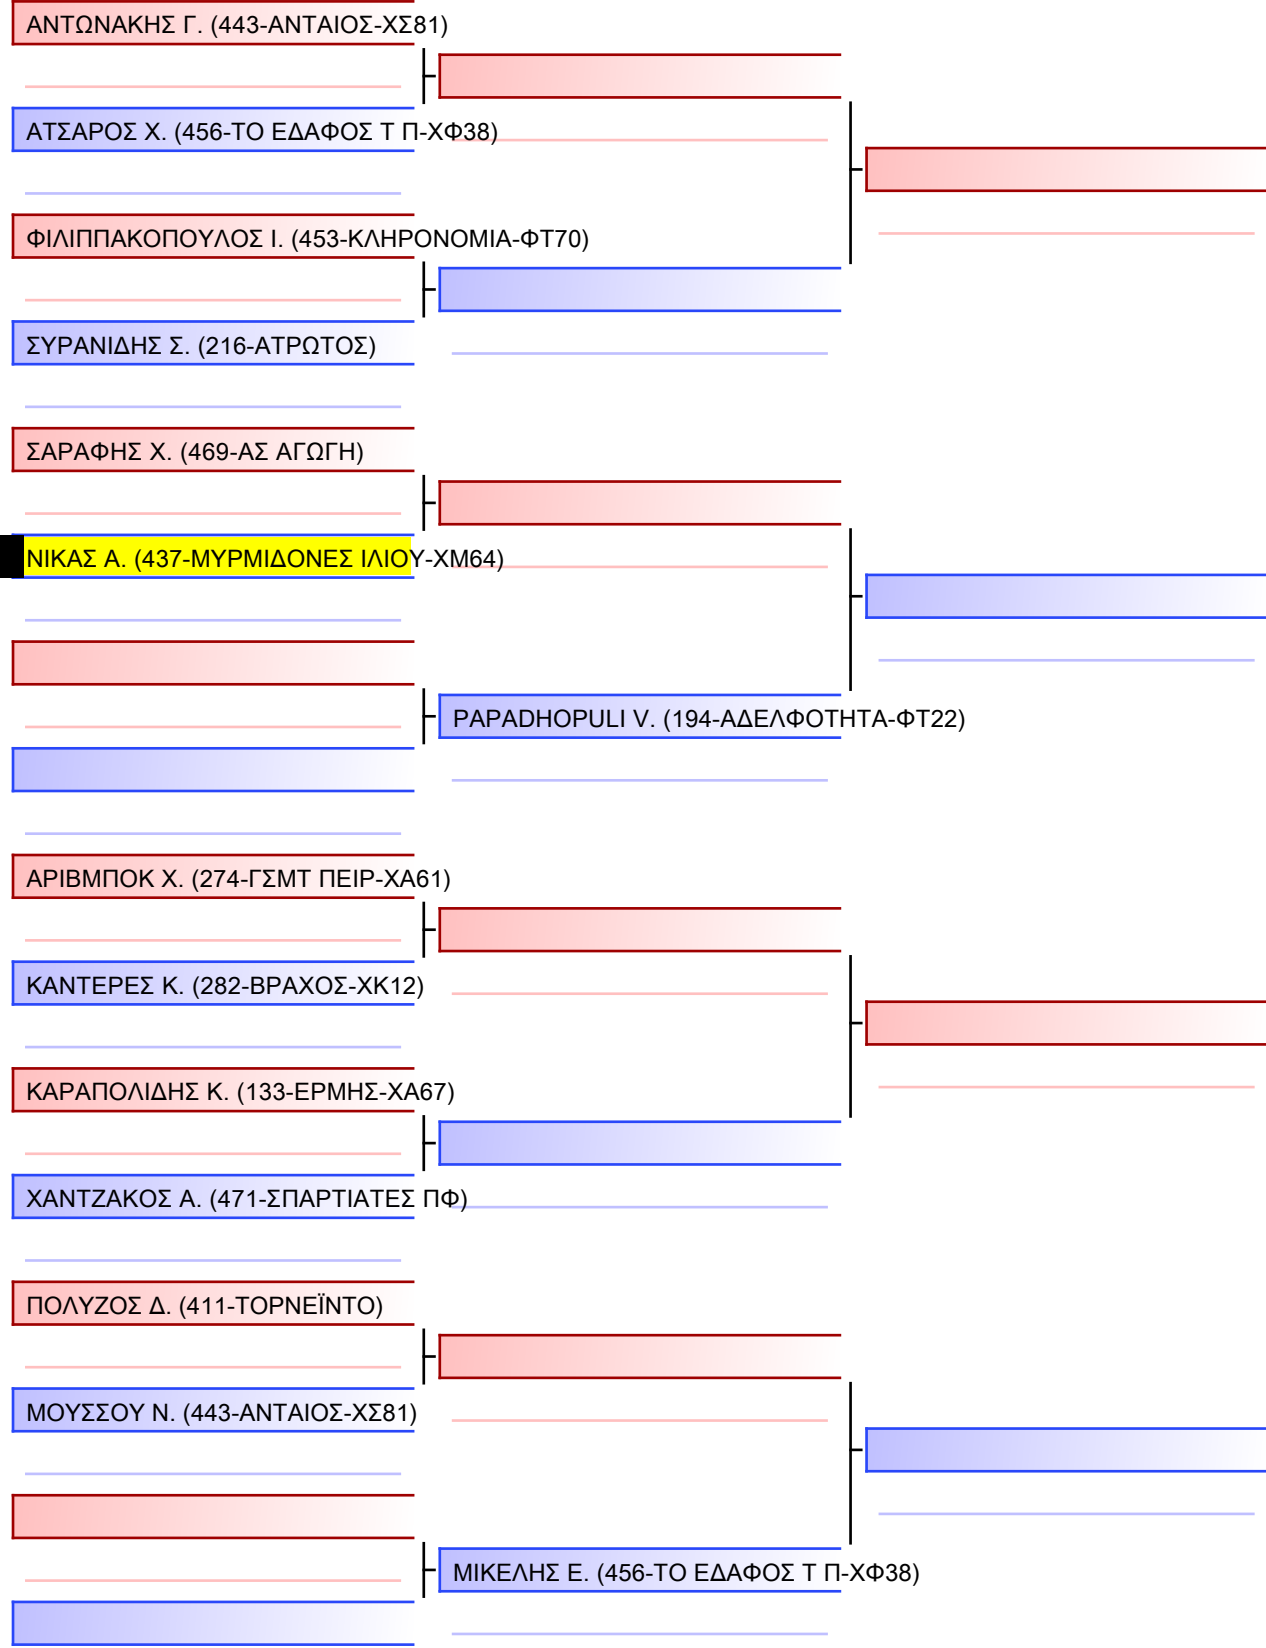 ΑΝΤΩΝΑΚΗΣ Γ. (443-ΑΝΤΑΙΟΣ-ΧΣ81)
ΑΤΣΑΡΟΣ Χ. (456-ΤΟ ΕΔΑΦΟΣ Τ Π-ΧΦ38)
ΦΙΛΙΠΠΑΚΟΠΟΥΛΟΣ Ι. (453-ΚΛΗΡΟΝΟΜΙΑ-ΦΤ70)
ΣΥΡΑΝΙΔΗΣ Σ. (216-ΑΤΡΩΤΟΣ)
ΣΑΡΑΦΗΣ Χ. (469-ΑΣ ΑΓΩΓΗ)
ΝΙΚΑΣ Α. (437-ΜΥΡΜΙΔΟΝΕΣ ΙΛΙΟΥ-ΧΜ64)
PAPADHOPULI V. (194-ΑΔΕΛΦΟΤΗΤΑ-ΦΤ22)
ΑΡΙΒΜΠΟΚ Χ. (274-ΓΣΜΤ ΠΕΙΡ-ΧΑ61)
ΚΑΝΤΕΡΕΣ Κ. (282-ΒΡΑΧΟΣ-ΧΚ12)
ΚΑΡΑΠΟΛΙΔΗΣ Κ. (133-ΕΡΜΗΣ-ΧΑ67)
ΧΑΝΤΖΑΚΟΣ Α. (471-ΣΠΑΡΤΙΑΤΕΣ ΠΦ)
ΠΟΛΥΖΟΣ Δ. (411-ΤΟΡΝΕΪΝΤΟ)
ΜΟΥΣΣΟΥ Ν. (443-ΑΝΤΑΙΟΣ-ΧΣ81)
ΜΙΚΕΛΗΣ Ε. (456-ΤΟ ΕΔΑΦΟΣ Τ Π-ΧΦ38)